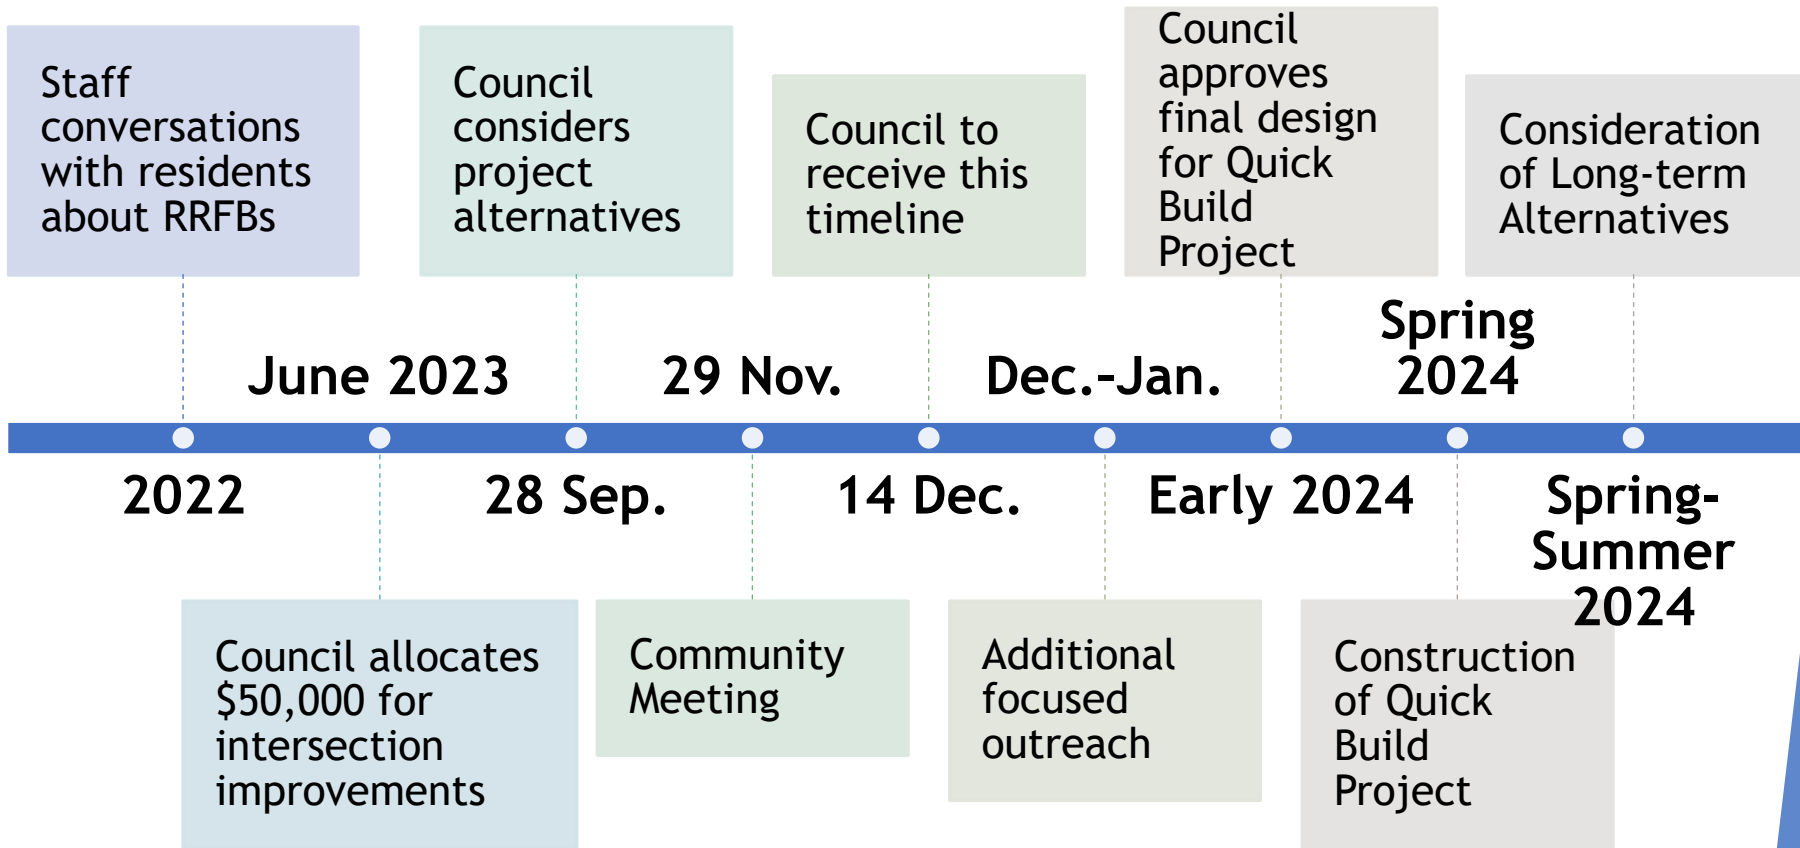 Staff
conversations
with residents
about RRFBs
Council
considers
project
alternatives
Council to
receive this
timeline
Council
approves
final design
for Quick
Build
Project
Consideration
of Long-term
Alternatives
June 2023
29 Nov.
Dec.-Jan.
Spring
2024
2022
28 Sep.
14 Dec.
Early 2024
Spring-
Summer
2024
Council allocates
$50,000 for
intersection
improvements
Community
Meeting
Additional
focused
outreach
Construction
of Quick
Build
Project